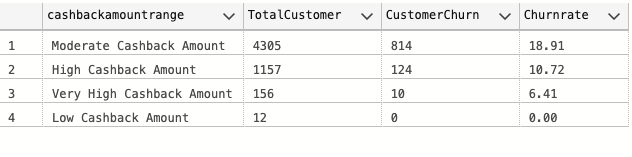 cashbackamountrange TotalCustomer CustomerChurn Churnrate
1 Moderate Cashback Amount 4305 814 18.91
2 High Cashback Amount 1157 124 10.72
3 Very High Cashback Amount 156 10 6.41
4 Low Cashback Amount 12 0 0.00